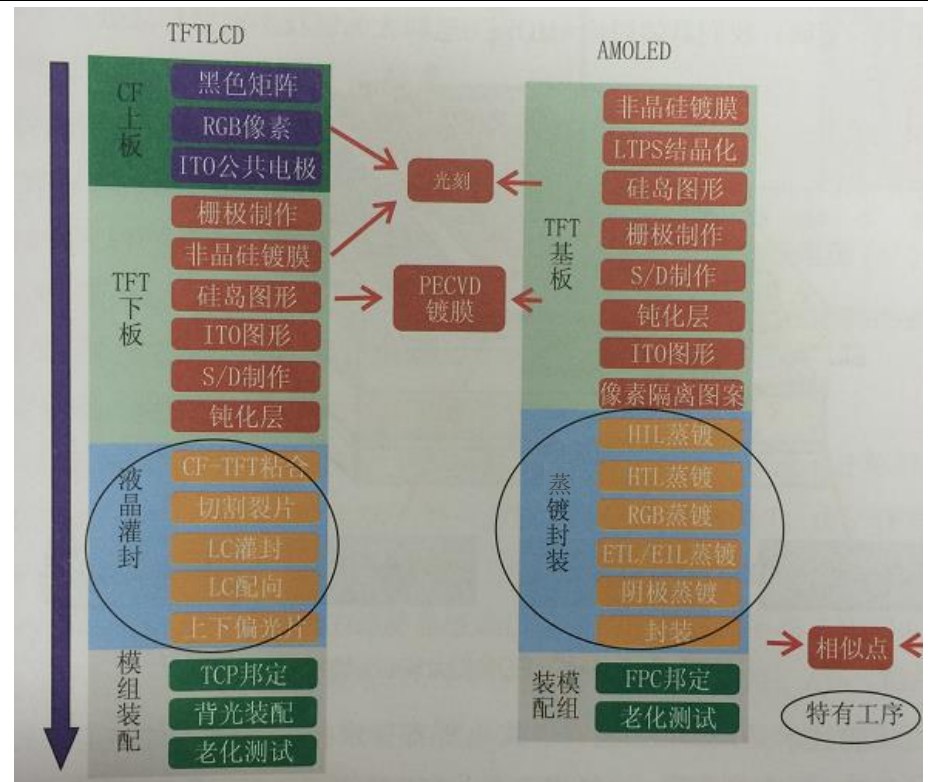 TFTLCD
CF上板
黑色矩阵
RGB像素
ITO公共电极
TFT下板
栅极制作
非晶硅镀膜
硅岛图形
ITO图形
S/D制作
钝化层
液晶灌封
CF-TFT粘合
切割裂片
LC灌封
LC配向
上下偏光片
模组装配
TCP邦定
背光装配
老化测试
光刻
PECVD
镀膜
AMOLED
TFT基板
非晶硅镀膜
LTPS结晶化
硅岛图形
栅极制作
S/D制作
钝化层
ITO图形
像素隔离图案
蒸镀封装
HIL蒸镀
HTL蒸镀
RGB蒸镀
ETL/EIL蒸镀
阴极蒸镀
封装
模组装配
FPC邦定
老化测试
相似点
特有工序